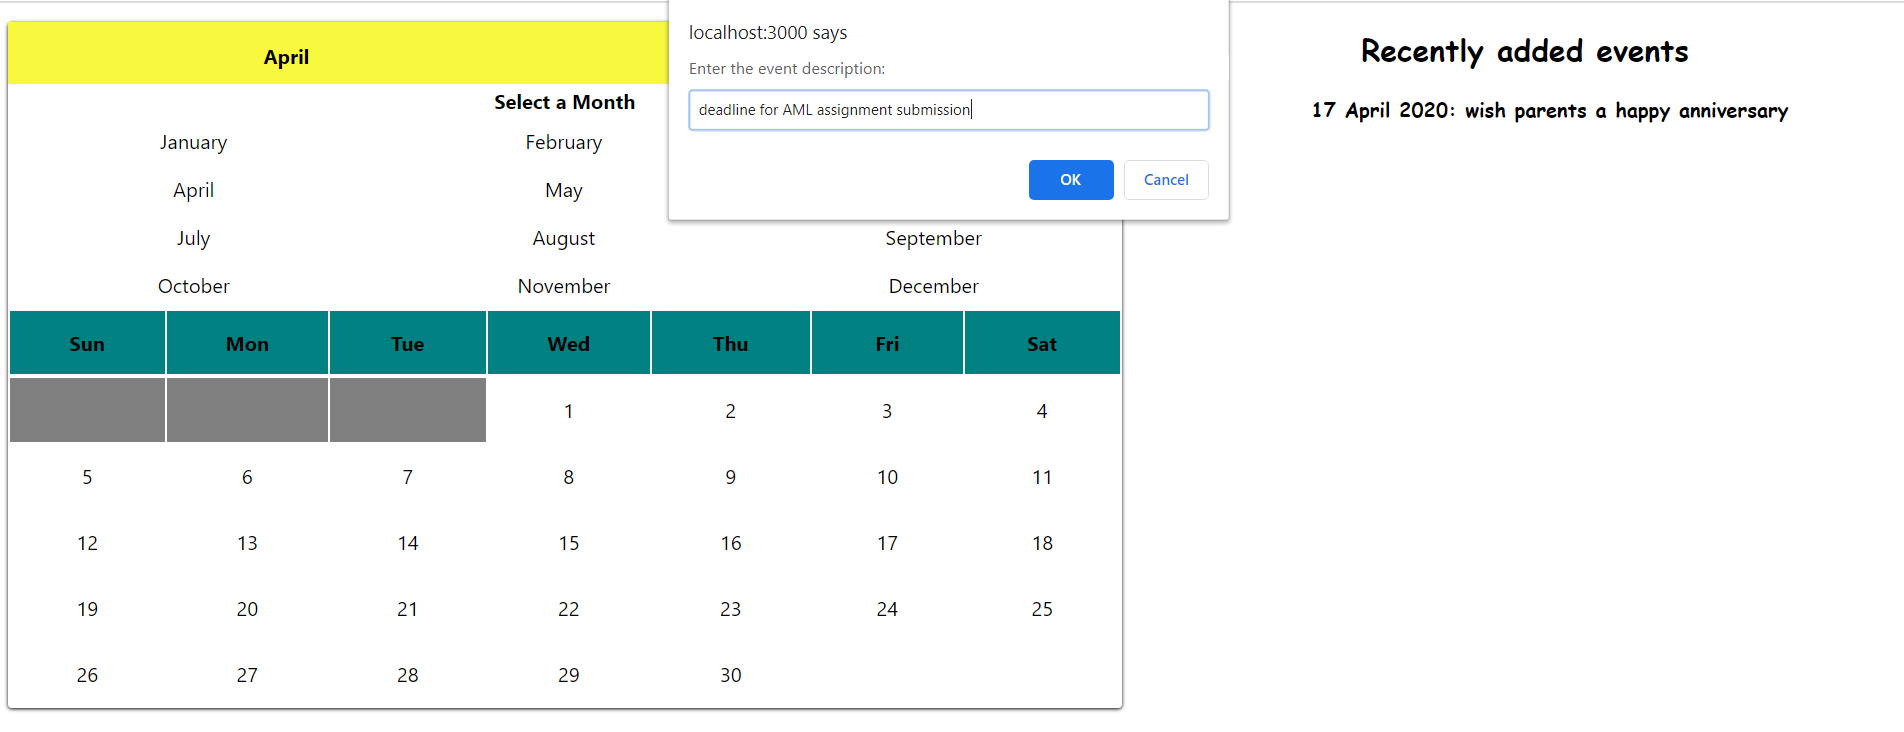 April
Select a Month
January February
April May
July August September
October November December
Sun Mon Tue Wed Thu Fri Sat
1 2 3 4
5 6 7 8 9 10 11
12 13 14 15 16 17 18
19 20 21 22 23 24 25
26 27 28 29 30
localhost:3000 says
Enter the event description:
deadline for AML assignment submission
OK Cancel
Recently added events
17 April 2020: wish parents a happy anniversary